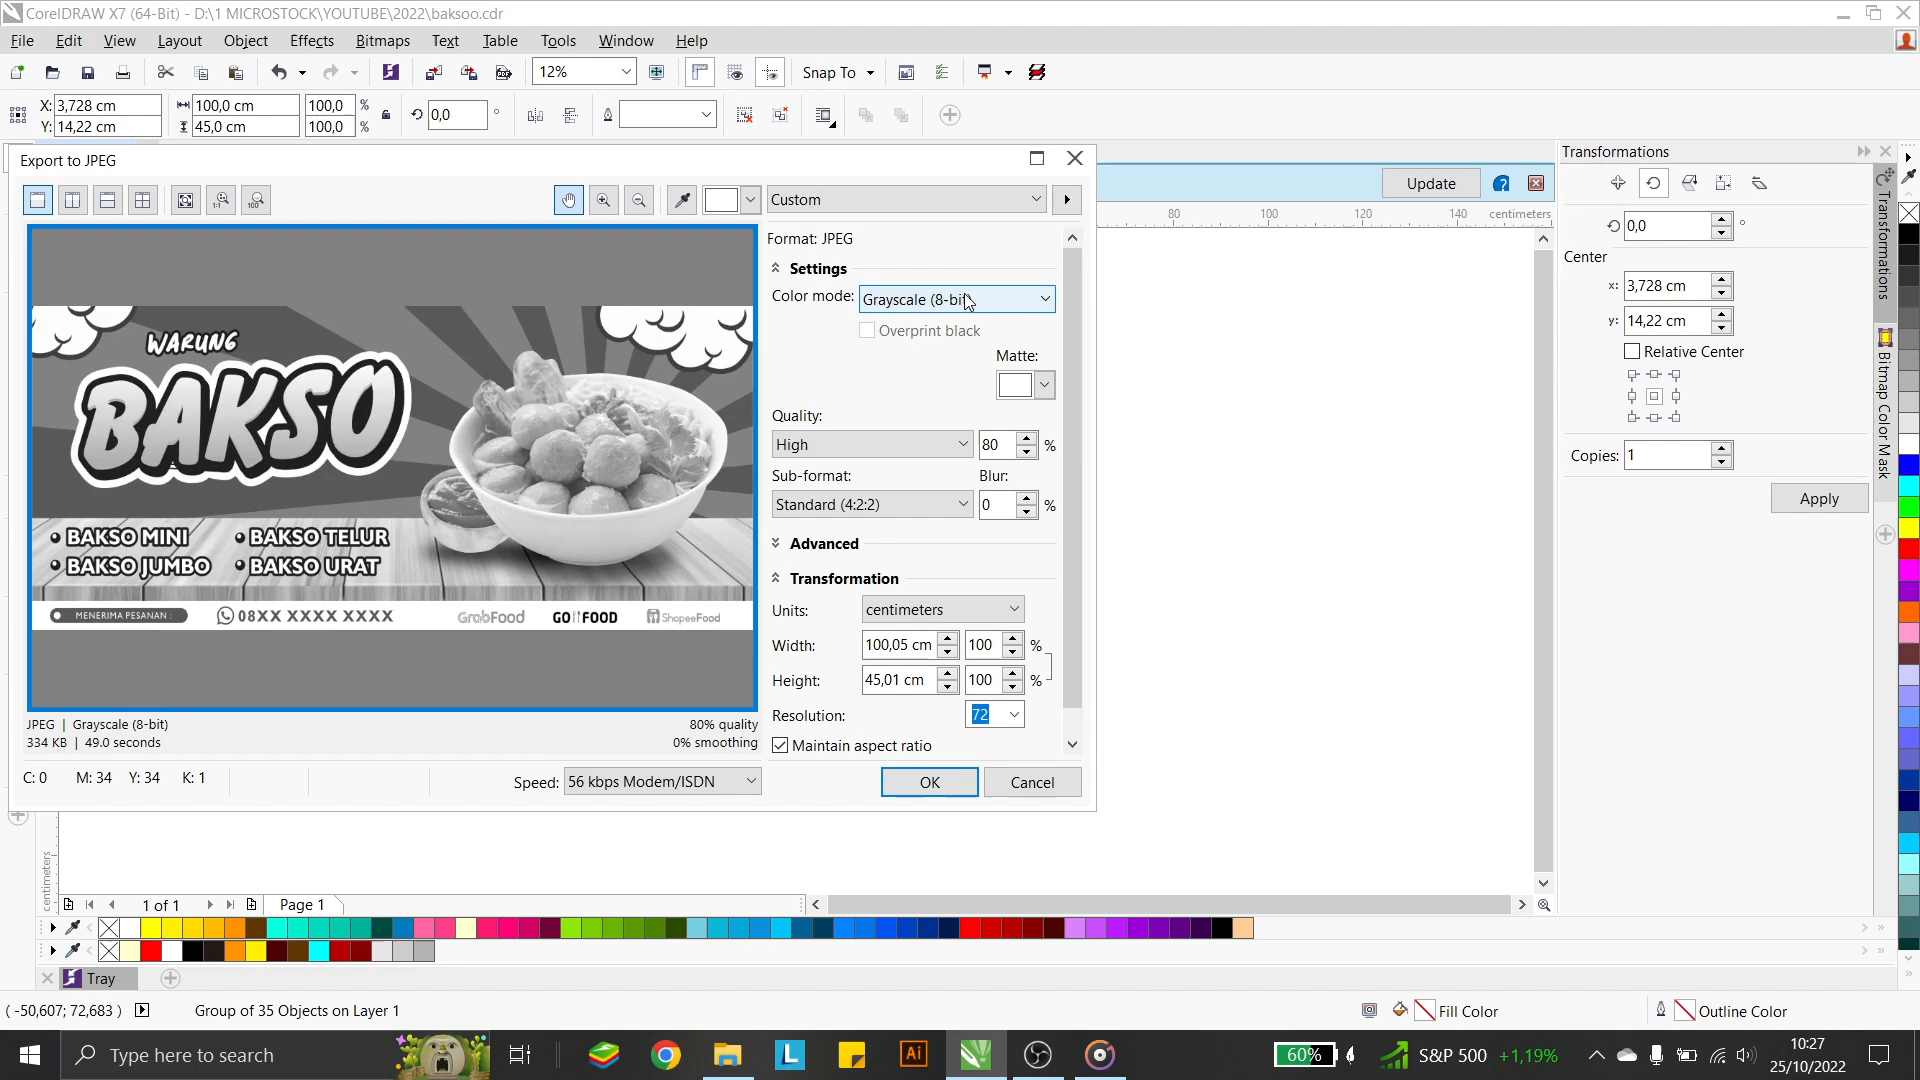 CorelDRAW X7 (64-Bit) - D:\1 MICROSTOCK\YOUTUBE\2022\baksoo.cdr
File Edit View Layout Object Effects Bitmaps Text Table Tools Window Help
12% Snap To
X: 3,728 cm 100,0 cm 100,0 % 0,0 °
Y: 14,22 cm 45,0 cm 100,0 %
Export to JPEG
Update
80 100 120 140 centimeters
Custom
Format: JPEG
Settings
Color mode: Grayscale (8-bit)
Overprint black
Matte:
Quality:
High 80 %
Sub-format: Blur:
Standard (4:2:2) 0 %
Advanced
Transformation
Units: centimeters
Width: 100,05 cm 100 %
Height: 45,01 cm 100 %
Resolution: 72
Maintain aspect ratio
WARUNG
BAKSO
• BAKSO MINI • BAKSO TELUR
• BAKSO JUMBO • BAKSO URAT
MENERIMA PESANAN : 08XX XXXX XXXX GrabFood GOFOOD ShopeeFood
JPEG | Grayscale (8-bit) 80% quality
334 KB | 49.0 seconds 0% smoothing
C: 0 M: 34 Y: 34 K: 1
Speed: 56 kbps Modem/ISDN OK Cancel
Transformations
0,0 °
Center
x: 3,728 cm
y: 14,22 cm
Relative Center
Copies: 1
Apply
Transformations
Bitmap Color Mask
centimeters
1 of 1 Page 1
Tray
( -50,607; 72,683 ) Group of 35 Objects on Layer 1 Fill Color Outline Color
Type here to search
60% S&P 500 +1,19%
10:27
25/10/2022